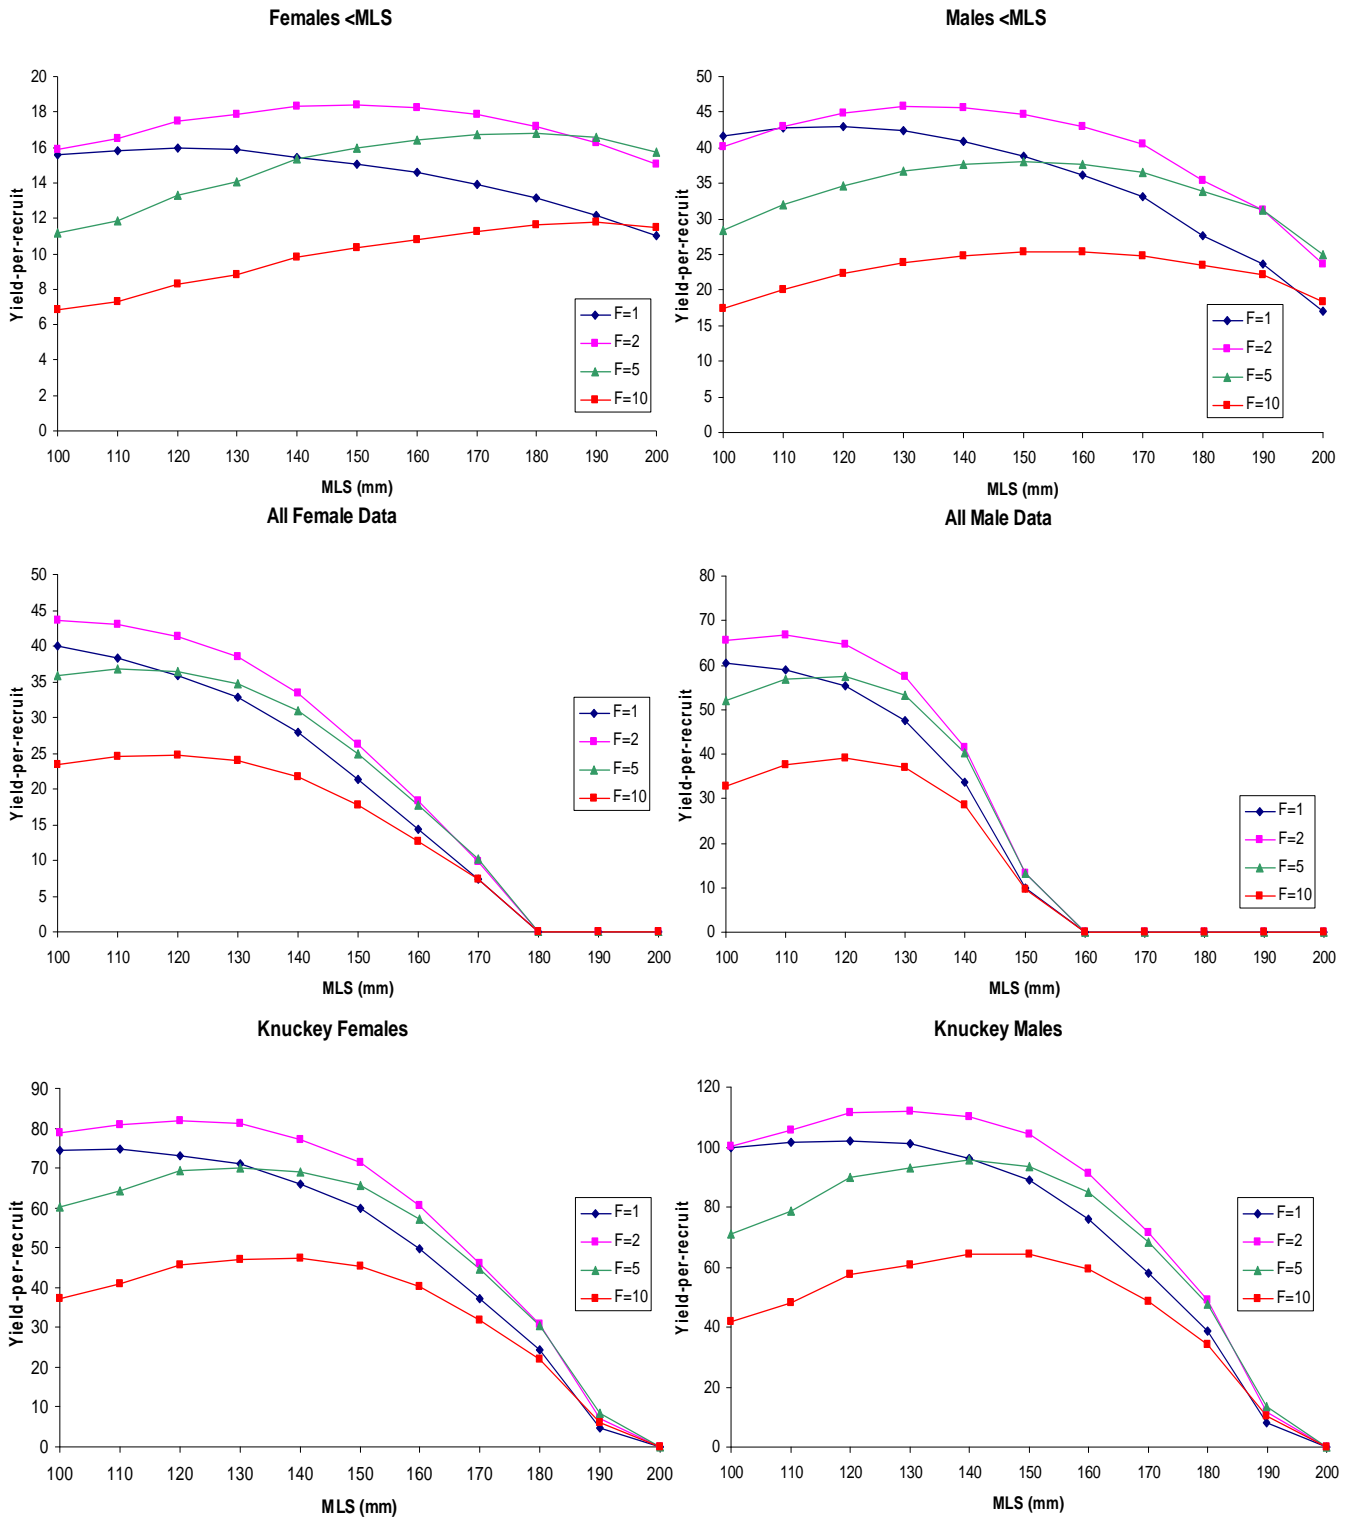 Females <MLS
Yield-per-recruit
20
18
16
14
12
10
8
6
4
2
0
F=1
F=2
F=5
F=10
100 110 120 130 140 150 160 170 180 190 200
MLS (mm)
Males <MLS
Yield-per-recruit
50
45
40
35
30
25
20
15
10
5
0
F=1
F=2
F=5
F=10
100 110 120 130 140 150 160 170 180 190 200
MLS (mm)
All Female Data
Yield-per-recruit
50
45
40
35
30
25
20
15
10
5
0
F=1
F=2
F=5
F=10
100 110 120 130 140 150 160 170 180 190 200
MLS (mm)
All Male Data
Yield-per-recruit
80
70
60
50
40
30
20
10
0
F=1
F=2
F=5
F=10
100 110 120 130 140 150 160 170 180 190 200
MLS (mm)
Knuckey Females
Yield-per-recruit
90
80
70
60
50
40
30
20
10
0
F=1
F=2
F=5
F=10
100 110 120 130 140 150 160 170 180 190 200
MLS (mm)
Knuckey Males
Yield-per-recruit
120
100
80
60
40
20
0
F=1
F=2
F=5
F=10
100 110 120 130 140 150 160 170 180 190 200
MLS (mm)